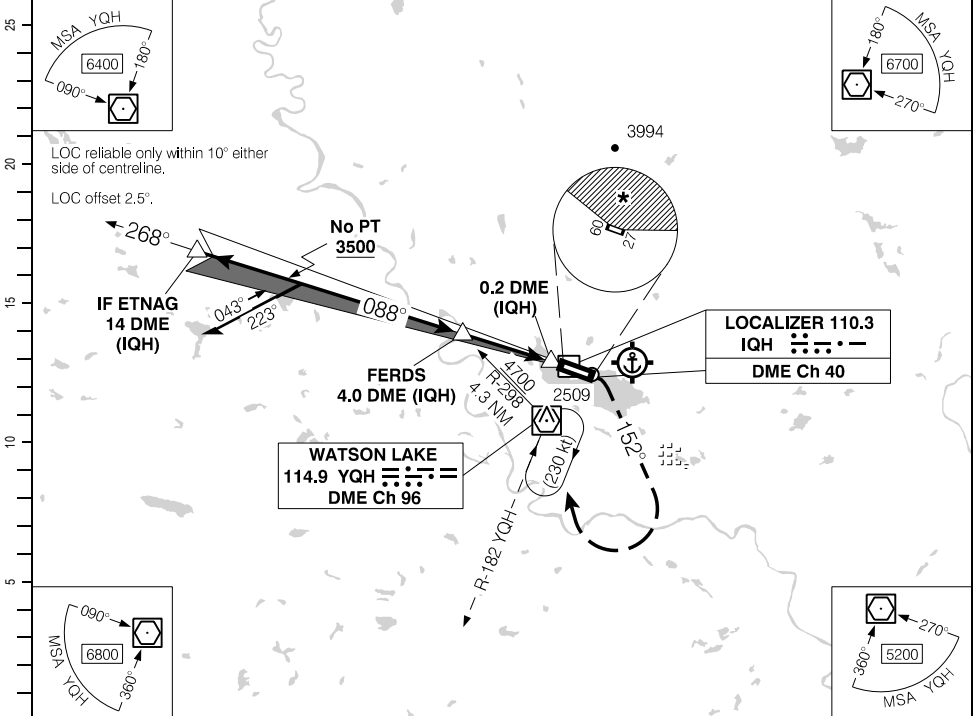 25
20
15
10
5
MSA YQH
6400
180°
090°
MSA YQH
6700
180°
270°
LOC reliable only within 10° either
side of centreline.
LOC offset 2.5°.
3994
*
09
27
268°
No PT
3500
IF ETNAG
14 DME
(IQH)
043°
223°
088°
0.2 DME
(IQH)
FERDS
4.0 DME (IQH)
4700
R-298
4.3 NM
2509
LOCALIZER 110.3
IQH
DME Ch 40
WATSON LAKE
114.9 YQH
DME Ch 96
(230 kt)
152°
R-182 YQH
090°
6800
360°
MSA YQH
270°
5200
360°
MSA YQH